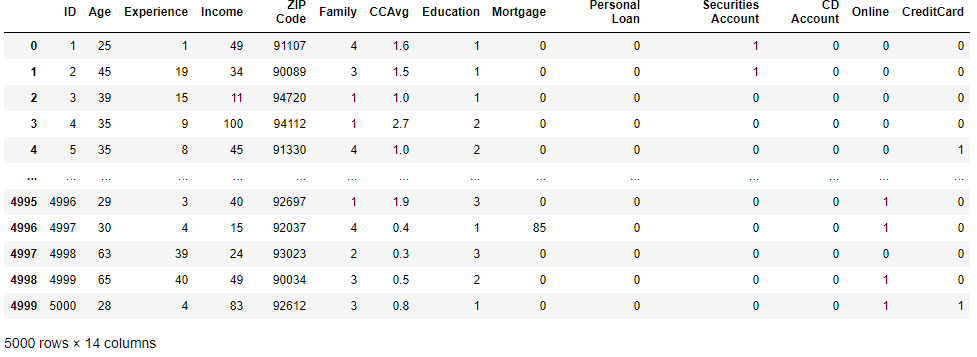 ID Age Experience Income ZIP Code Family CCAvg Education Mortgage Personal Loan Securities Account CD Account Online CreditCard
0 1 25 1 49 91107 4 1.6 1 0 0 1 0 0 0
1 2 45 19 34 90089 3 1.5 1 0 0 1 0 0 0
2 3 39 15 11 94720 1 1.0 1 0 0 0 0 0 0
3 4 35 9 100 94112 1 2.7 2 0 0 0 0 0 0
4 5 35 8 45 91330 4 1.0 2 0 0 0 0 0 1
... ... ... ... ... ... ... ... ... ... ... ... ... ... ...
4995 4996 29 3 40 92697 1 1.9 3 0 0 0 0 1 0
4996 4997 30 4 15 92037 4 0.4 1 85 0 0 0 1 0
4997 4998 63 39 24 93023 2 0.3 3 0 0 0 0 0 0
4998 4999 65 40 49 90034 3 0.5 2 0 0 0 0 1 0
4999 5000 28 4 83 92612 3 0.8 1 0 0 0 0 1 1
5000 rows × 14 columns